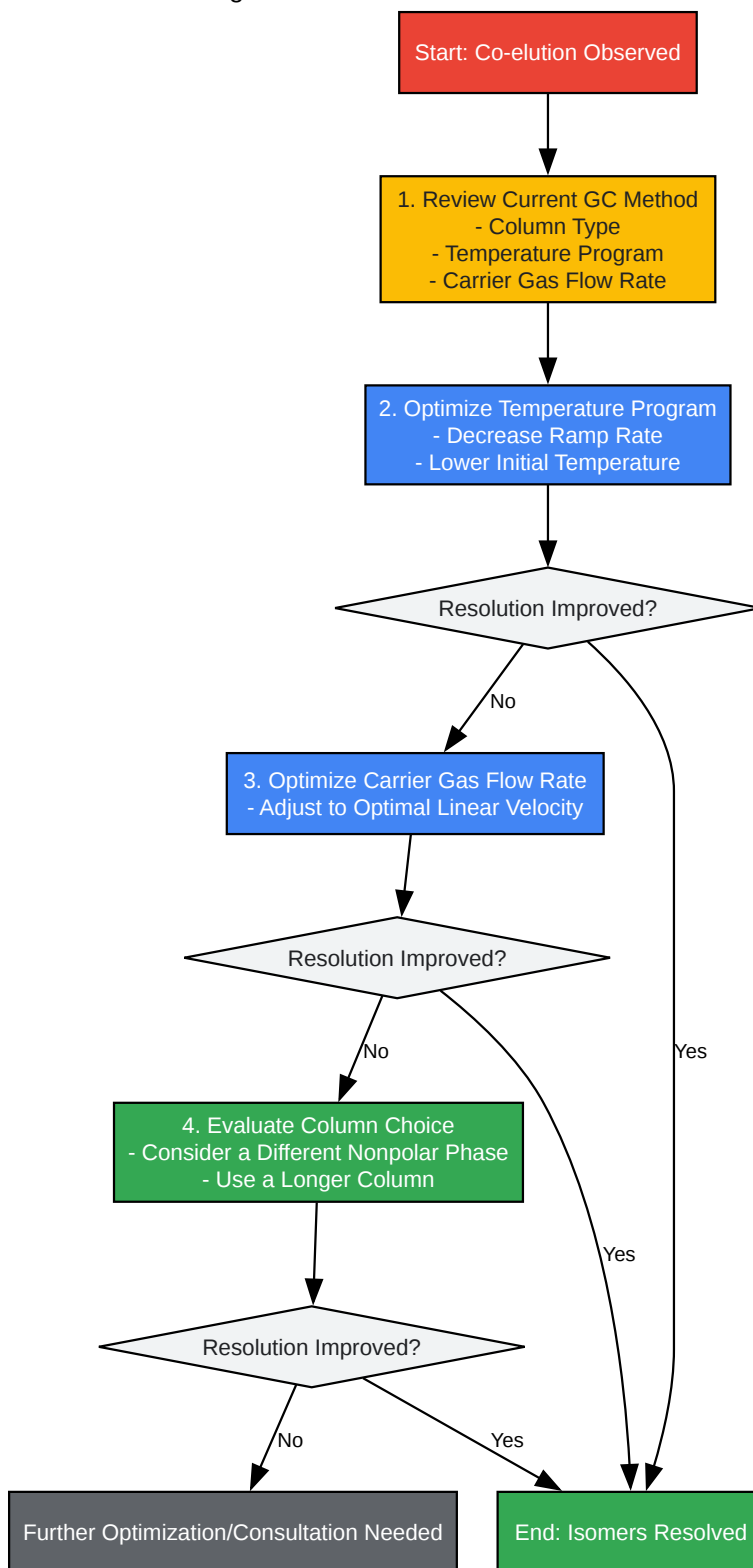 Start: Co-elution Observed
1. Review Current GC Method
- Column Type
- Temperature Program
- Carrier Gas Flow Rate
2. Optimize Temperature Program
- Decrease Ramp Rate
- Lower Initial Temperature
Resolution Improved?
No
3. Optimize Carrier Gas Flow Rate
- Adjust to Optimal Linear Velocity
Resolution Improved?
No
Yes
4. Evaluate Column Choice
- Consider a Different Nonpolar Phase
- Use a Longer Column
Yes
Resolution Improved?
No
Yes
Further Optimization/Consultation Needed
End: Isomers Resolved